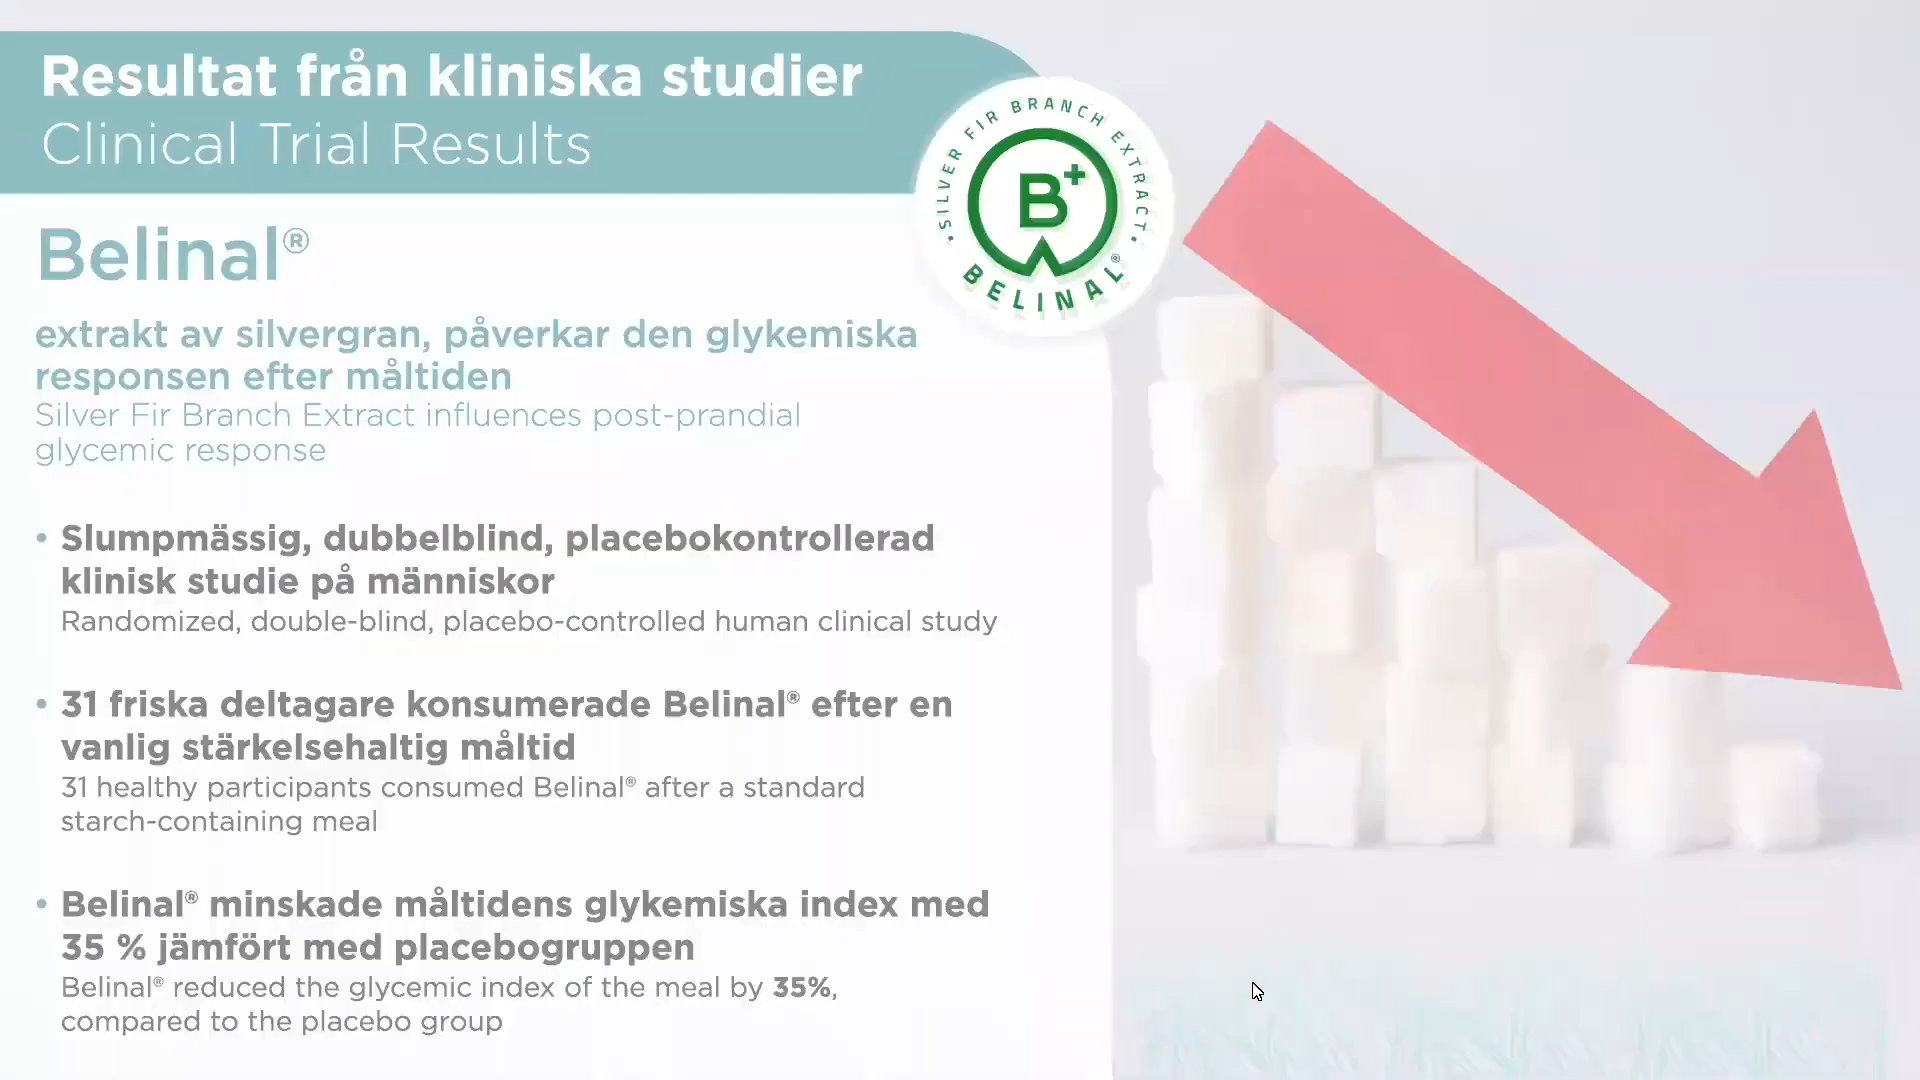 Resultat från kliniska studier
Clinical Trial Results
SILVER FIR BRANCH EXTRACT
B+
BELINAL®
Belinal®
extrakt av silvergran, påverkar den glykemiska
responsen efter måltiden
Silver Fir Branch Extract influences post-prandial
glycemic response
• Slumpmässig, dubbelblind, placebokontrollerad
klinisk studie på människor
Randomized, double-blind, placebo-controlled human clinical study
• 31 friska deltagare konsumerade Belinal® efter en
vanlig stärkelsehaltig måltid
31 healthy participants consumed Belinal® after a standard
starch-containing meal
• Belinal® minskade måltidens glykemiska index med
35 % jämfört med placebogruppen
Belinal® reduced the glycemic index of the meal by 35%,
compared to the placebo group